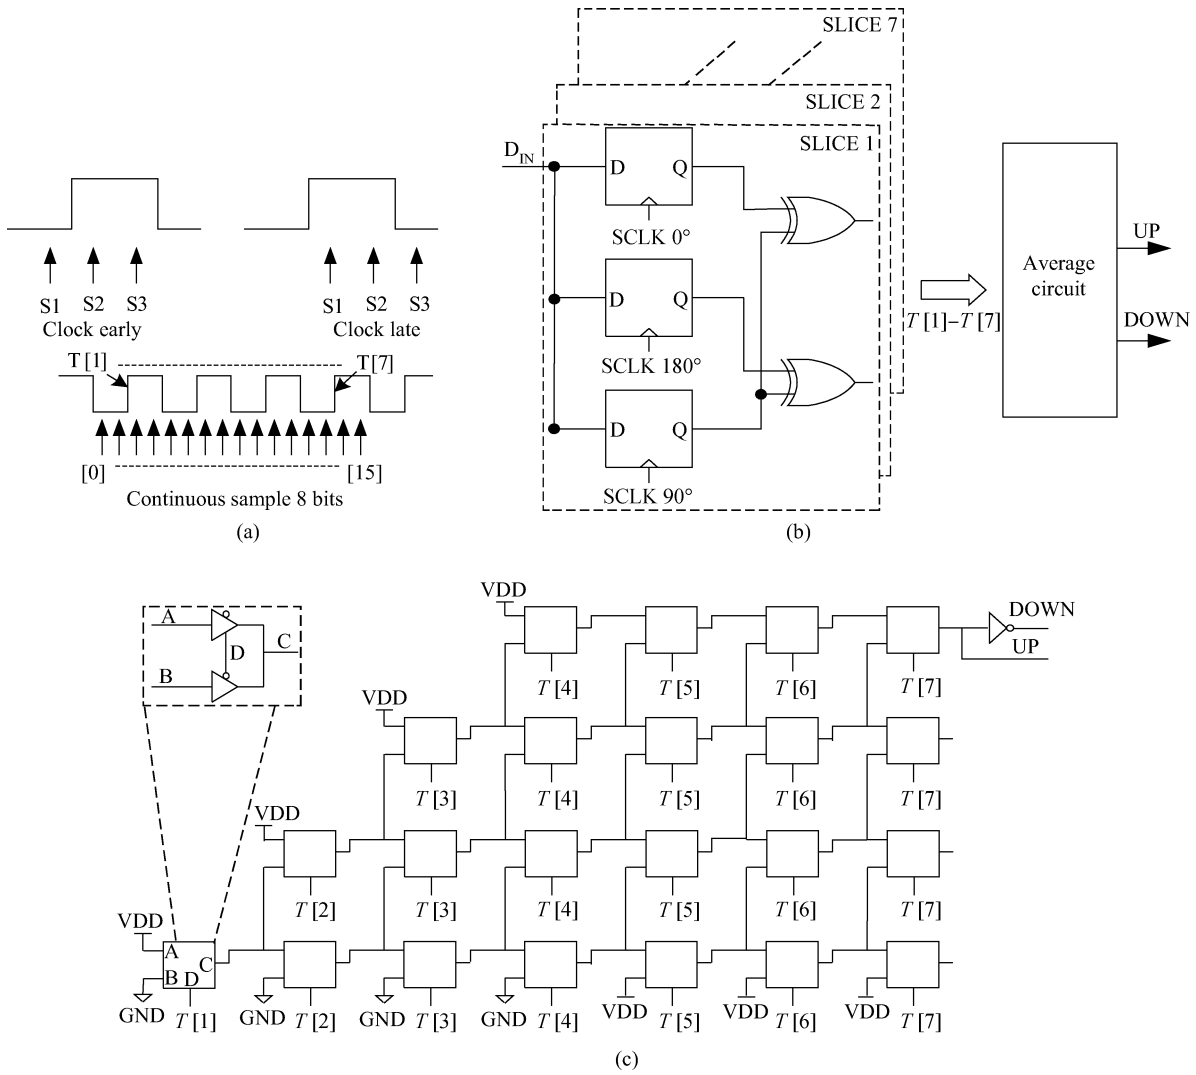 S1 S2 S3
Clock early
S1 S2 S3
Clock late
T [1]
T [7]
[0]
[15]
Continuous sample 8 bits
(a)
SLICE 7
SLICE 2
SLICE 1
D_IN
D Q
SCLK 0°
D Q
SCLK 180°
D Q
SCLK 90°
(b)
T [1]–T [7]
Average
circuit
UP
DOWN
A
B
D
C
VDD
T [4]
T [5]
T [6]
T [7]
DOWN
UP
VDD
T [3]
T [4]
T [5]
T [6]
T [7]
VDD
T [2]
T [3]
T [4]
T [5]
T [6]
T [7]
VDD
A
B D C
GND
T [1]
GND
T [2]
GND
T [3]
GND
T [4]
VDD
T [5]
VDD
T [6]
VDD
T [7]
(c)